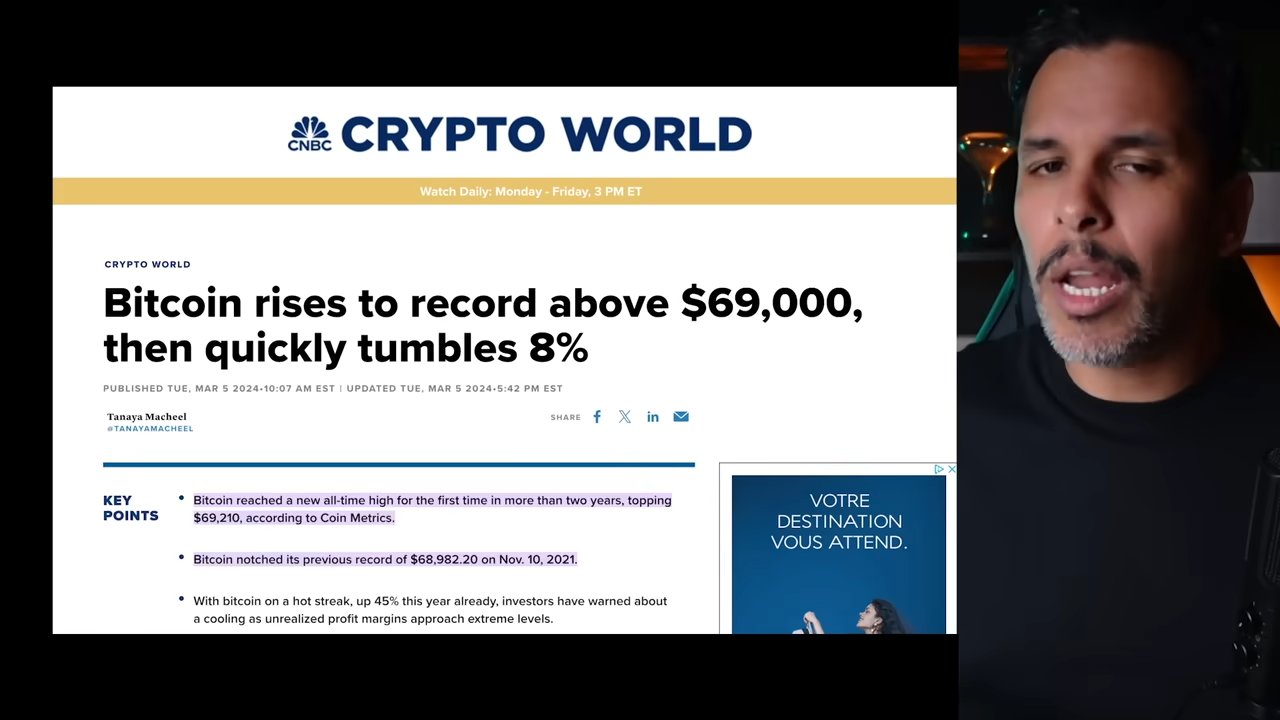 CNBC CRYPTO WORLD
Watch Daily: Monday - Friday, 3 PM ET
CRYPTO WORLD
Bitcoin rises to record above $69,000,
then quickly tumbles 8%
PUBLISHED TUE, MAR 5 2024•10:07 AM EST | UPDATED TUE, MAR 5 2024•5:42 PM EST
Tanaya Macheel
@TANAYAMACHEEL
SHARE
KEY
POINTS
• Bitcoin reached a new all-time high for the first time in more than two years, topping
$69,210, according to Coin Metrics.
• Bitcoin notched its previous record of $68,982.20 on Nov. 10, 2021.
• With bitcoin on a hot streak, up 45% this year already, investors have warned about
a cooling as unrealized profit margins approach extreme levels.
VOTRE
DESTINATION
VOUS ATTEND.